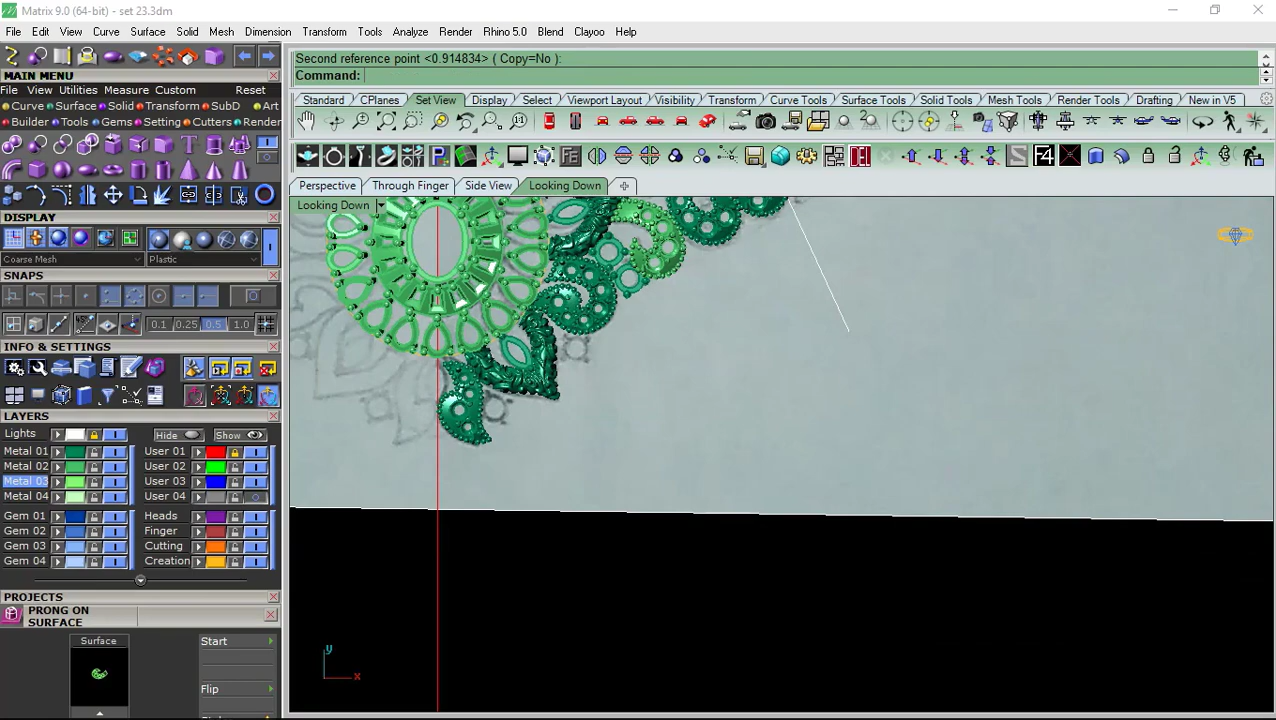 Matrix 9.0 (64-bit) - set 23.3dm
File Edit View Curve Surface Solid Mesh Dimension Transform Tools Analyze Render Rhino 5.0 Blend Clayoo Help
Second reference point <0.914834> ( Copy=No ):
Command:
MAIN MENU
File View Utilities Measure Custom Reset
Curve Surface Solid Transform SubD Art
Builder Tools Gems Setting Cutters Render
Standard CPlanes Set View Display Select Viewport Layout Visibility Transform Curve Tools Surface Tools Solid Tools Mesh Tools Render Tools Drafting New in V5
Perspective Through Finger Side View Looking Down
Looking Down
DISPLAY
Coarse Mesh Plastic
SNAPS
0.1 0.25 0.5 1.0
INFO & SETTINGS
LAYERS
Lights Hide Show
Metal 01 User 01
Metal 02 User 02
Metal 03 User 03
Metal 04 User 04
Gem 01 Heads
Gem 02 Finger
Gem 03 Cutting
Gem 04 Creation
PROJECTS
PRONG ON
SURFACE
Surface Start
Flip
y
x